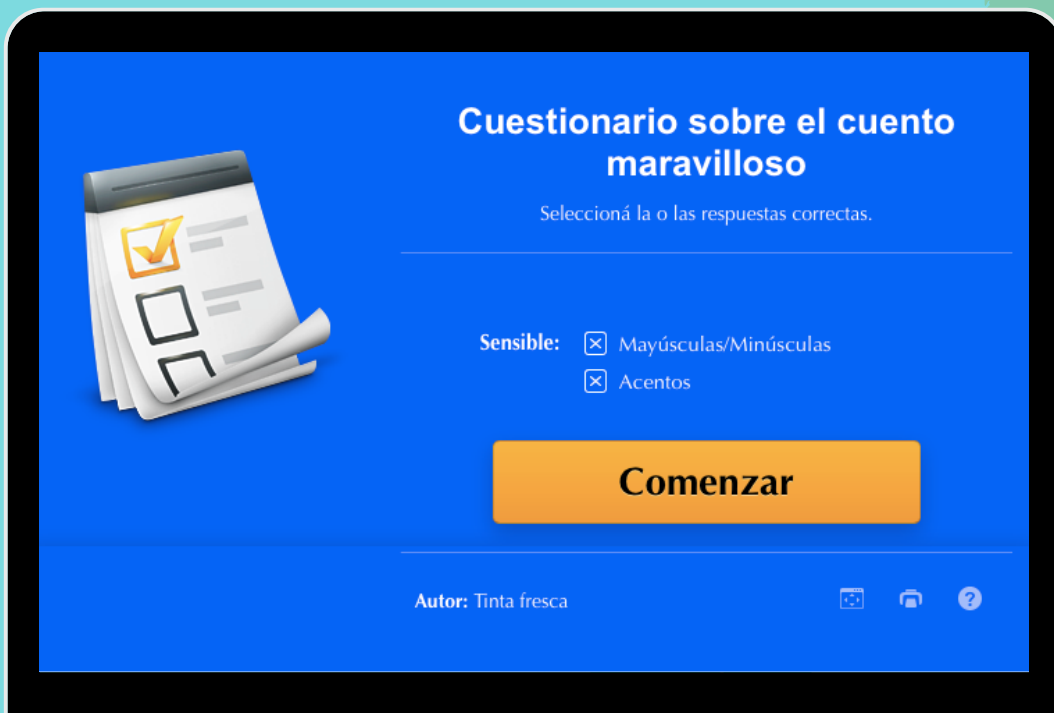 Cuestionario sobre el cuento
maravilloso
Seleccioná la o las respuestas correctas.
Sensible: Mayúsculas/Minúsculas
Acentos
Comenzar
Autor: Tinta fresca
?